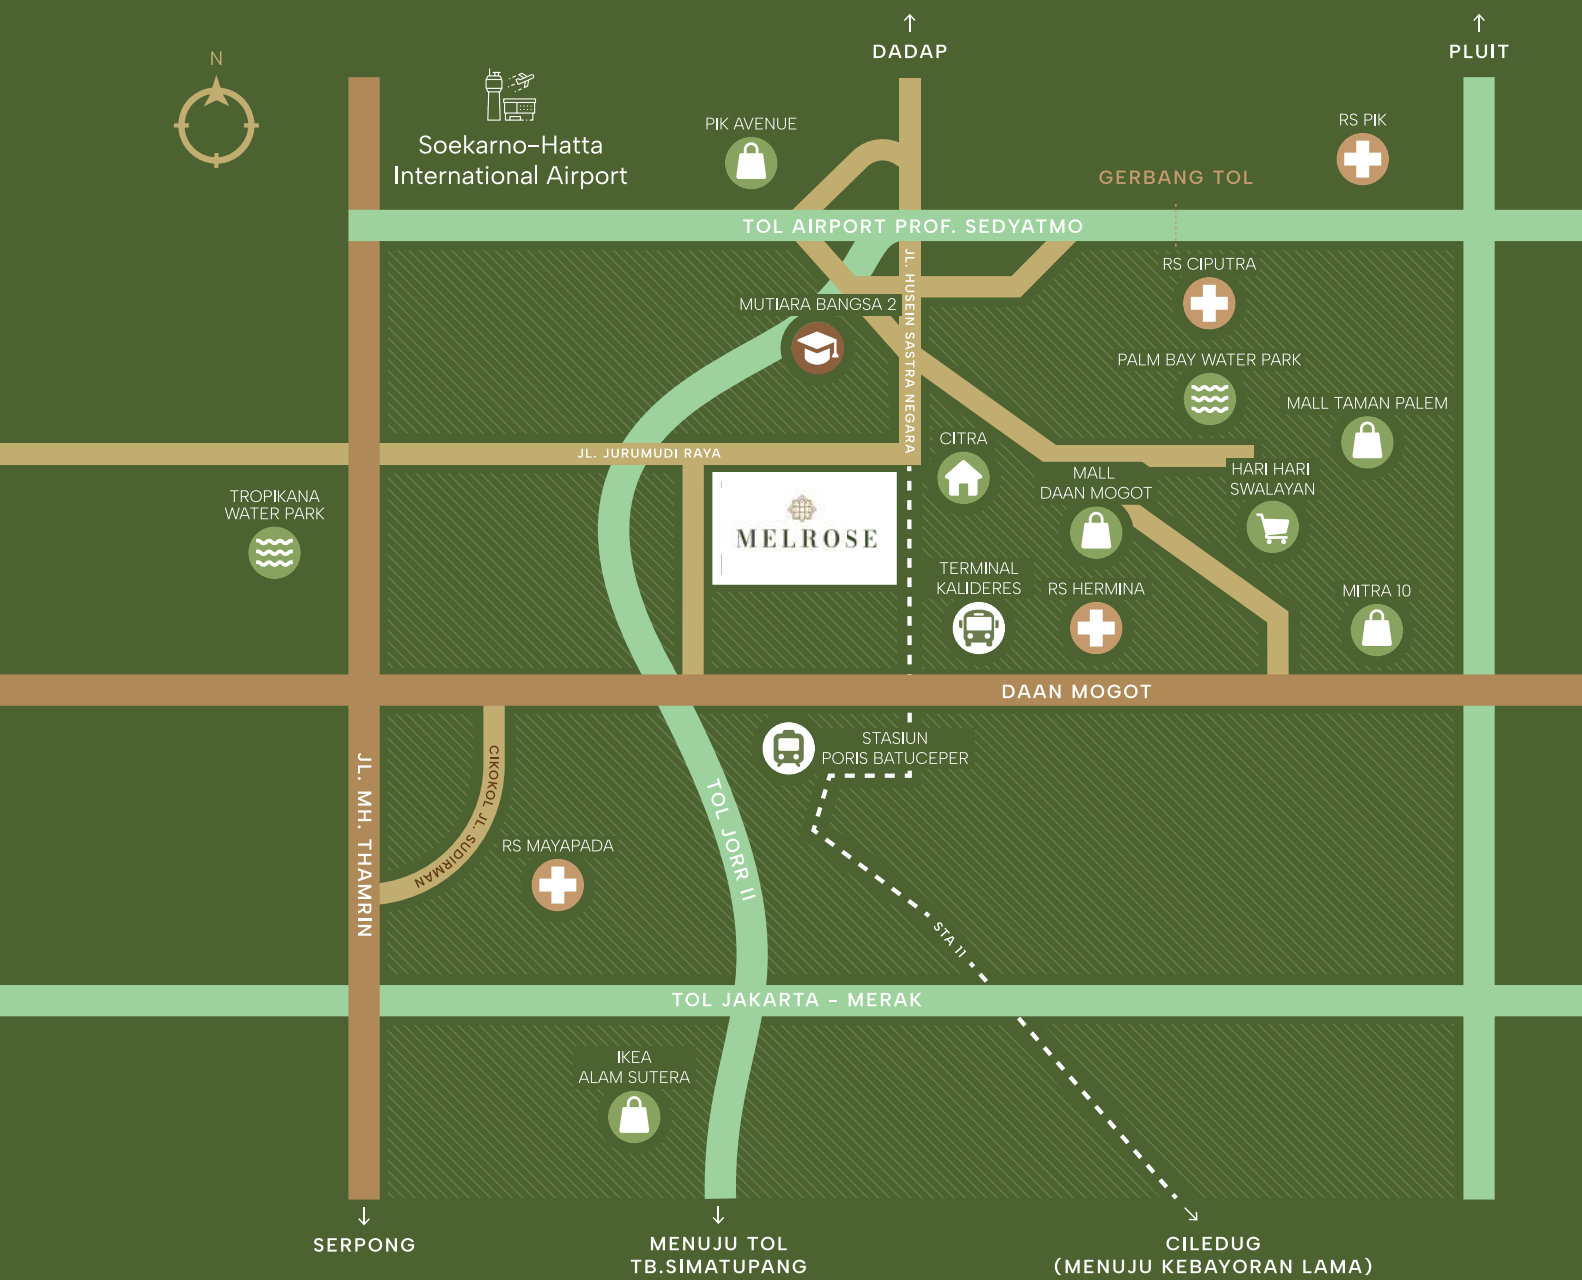 DADAP
PLUIT
N
Soekarno-Hatta
International Airport
PIK AVENUE
RS PIK
GERBANG TOL
TOL AIRPORT PROF. SEDYATMO
JL. HUSEIN SASTRA NEGARA
RS CIPUTRA
MUTIARA BANGSA 2
PALM BAY WATER PARK
MALL TAMAN PALEM
CITRA
JL. JURUMUDI RAYA
MALL
DAAN MOGOT
HARI HARI
SWALAYAN
TROPIKANA
WATER PARK
MELROSE
TERMINAL
KALIDERES
RS HERMINA
MITRA 10
DAAN MOGOT
STASIUN
PORIS BATUCEPER
JL. MH. THAMRIN
CIKOKOL JL. SUDIRMAN
TOL JORR II
RS MAYAPADA
STA 11
TOL JAKARTA - MERAK
IKEA
ALAM SUTERA
SERPONG
MENUJU TOL
TB.SIMATUPANG
CILEDUG
(MENUJU KEBAYORAN LAMA)